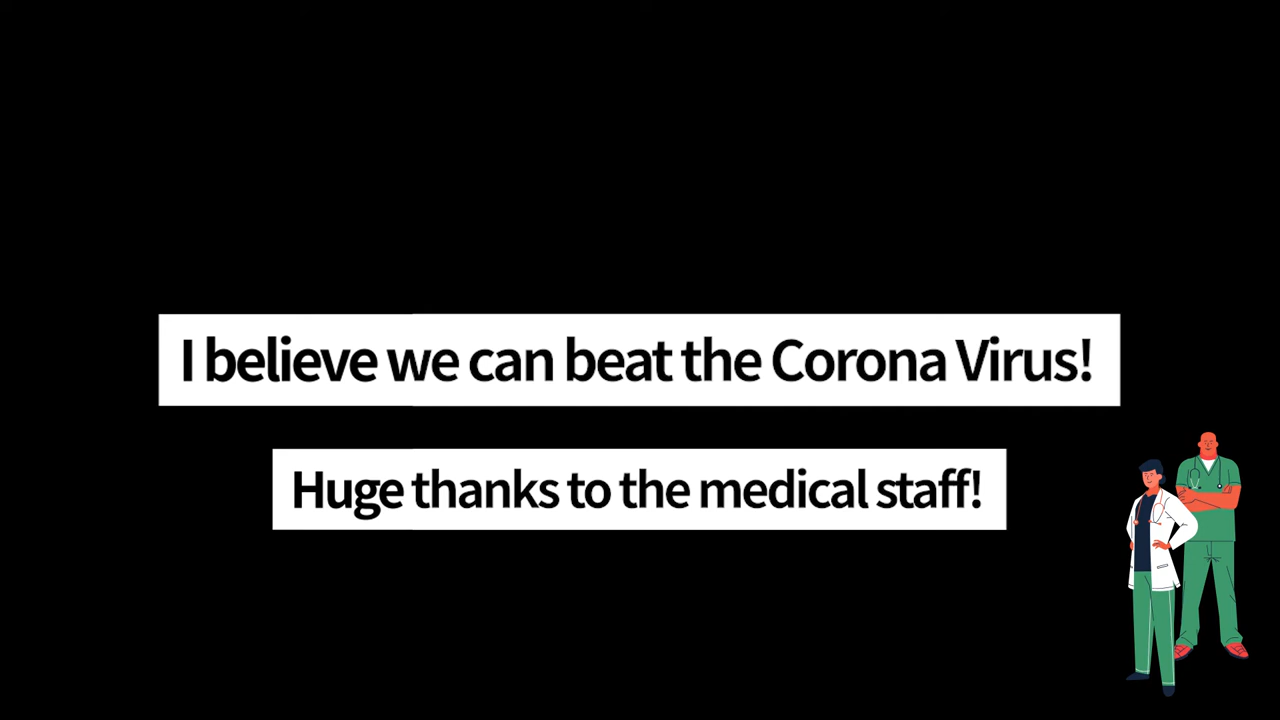 I believe we can beat the Corona Virus!
Huge thanks to the medical staff!